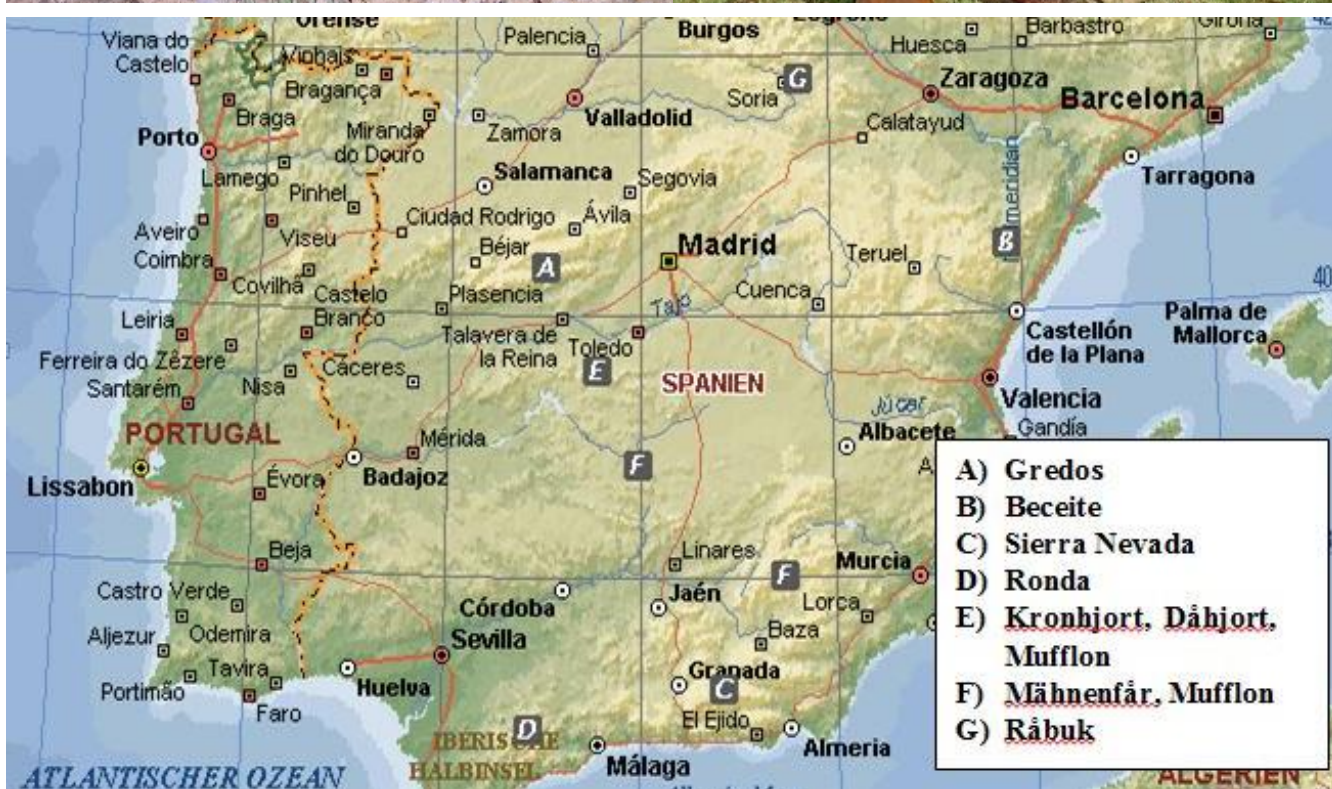 Orense
Viana do
Castelo
Vinhais
Bragança
Braga
Porto
Miranda
do Douro
Lamego
Pinhel
Aveiro
Viseu
Coimbra
Covilhã
Castelo
Branco
Leiria
Ferreira do Zêzere
Santarém
Nisa
PORTUGAL
Lissabon
Évora
Beja
Castro Verde
Odemira
Aljezur
Tavira
Portimão
Faro
Palencia
Burgos
Valladolid
Zamora
Salamanca
Segovia
Ciudad Rodrigo
Ávila
Béjar
A
Plasencia
Talavera de
la Reina
Toledo
Tajo
Madrid
Cáceres
E
SPANIEN
Mérida
Badajoz
F
Soria
G
Huesca
Barbastro
Girona
Zaragoza
Barcelona
Calatayud
Tarragona
Teruel
B
Cuenca
40
Castellón
de la Plana
Palma de
Mallorca
Valencia
Júcar
Gandía
Albacete
Linares
Córdoba
Jaén
F
Murcia
Lorca
Baza
Sevilla
Huelva
Granada
C
El Ejido
Almeria
D
Málaga
IBERISCHE
HALBINSEL
ATLANTISCHER OZEAN
ALGERIEN
A) Gredos
B) Beceite
C) Sierra Nevada
D) Ronda
E) Kronhjort, Dåhjort,
Mufflon
F) Mähnenfår, Mufflon
G) Råbuk